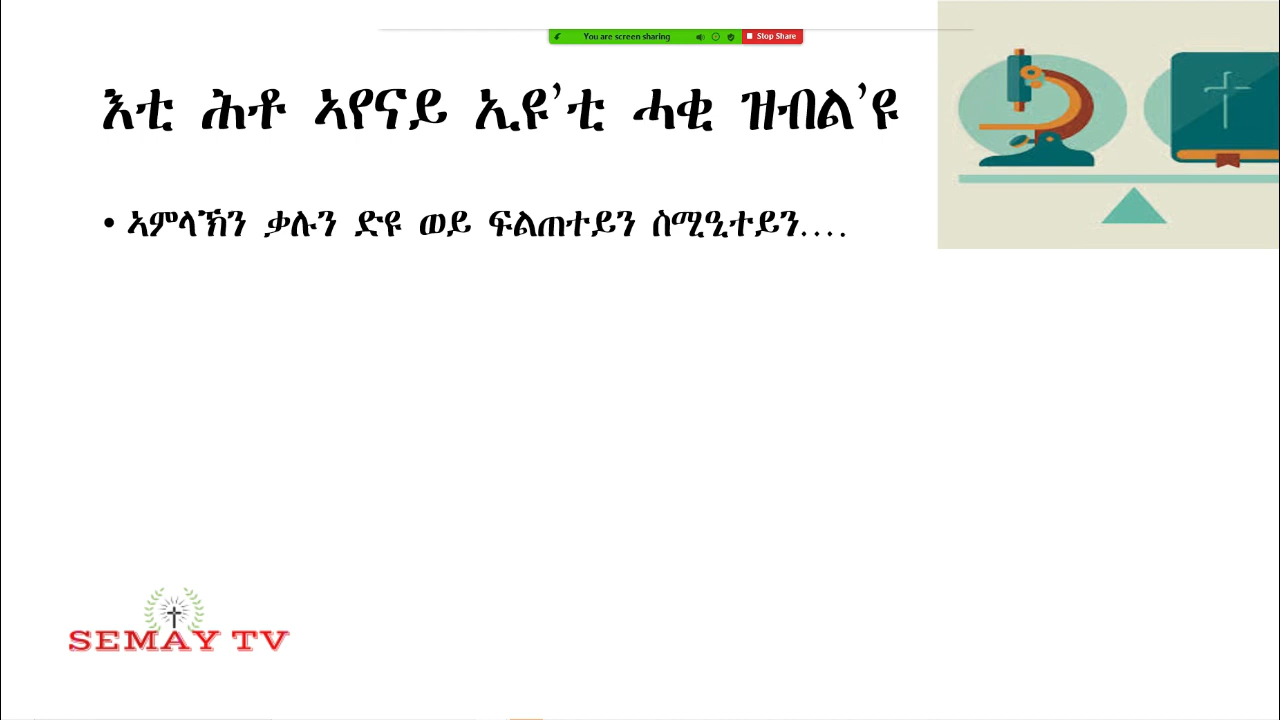 You are screen sharing
Stop Share
እቲ ሕቶ ኣየናይ ኢዩ’ቲ ሓቂ ዝብል’ዩ
• ኣምላኽን ቃሉን ድዩ ወይ ፍልጠተይን ስሚዒተይን....
SEMAY TV